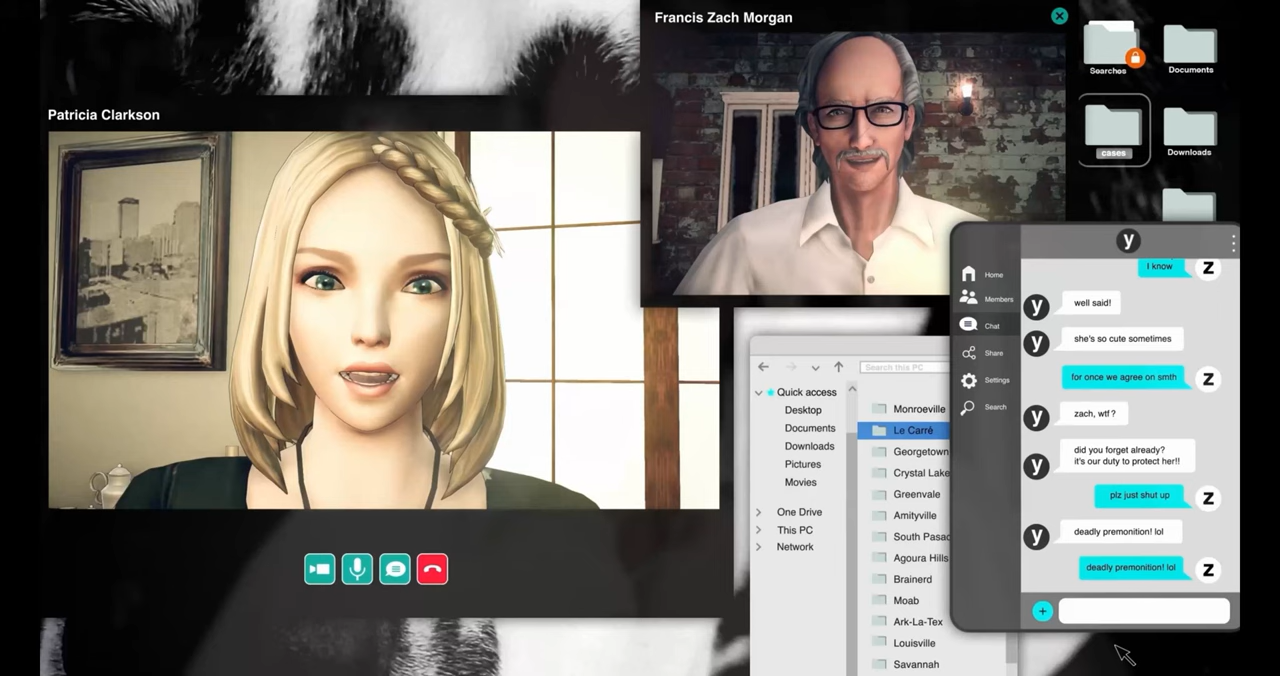 Francis Zach Morgan
Patricia Clarkson
Searches
Documents
cases
Downloads
y
I know
z
Home
Members
Chat
Share
Settings
Search
y
well said!
y
she's so cute sometimes
for once we agree on smth
z
y
zach, wtf?
y
did you forget already?
it's our duty to protect her!!
plz just shut up
z
y
deadly premonition! lol
deadly premonition! lol
z
Search this PC
Quick access
Desktop
Documents
Downloads
Pictures
Movies
One Drive
This PC
Network
Monroeville
Le Carré
Georgetown
Crystal Lake
Greenvale
Amityville
South Pasad
Agoura Hills
Brainerd
Moab
Ark-La-Tex
Louisville
Savannah